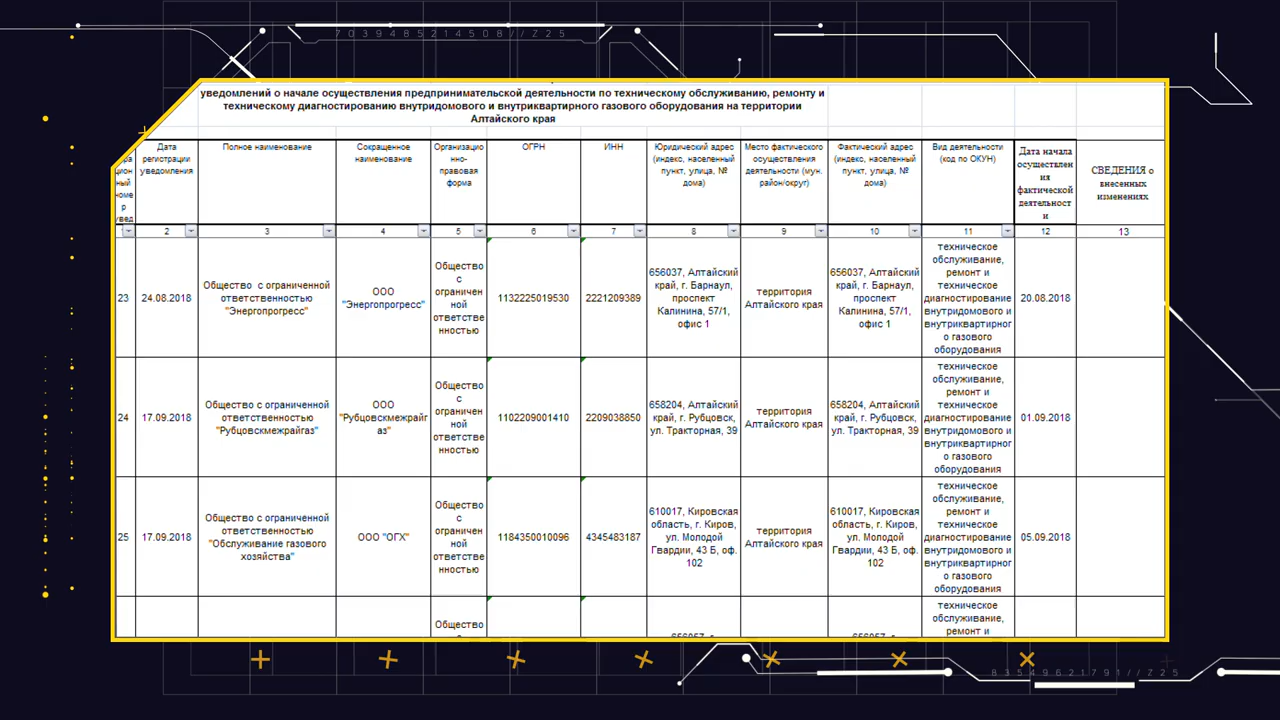 7 0 3 9 4 8 5 2 1 4 5 0 8 / / Z 2 5
уведомлений о начале осуществления предпринимательской деятельности по техническому обслуживанию, ремонту и
техническому диагностированию внутридомового и внутриквартирного газового оборудования на территории
Алтайского края
Дата
регистрации
уведомления
Полное наименование
Сокращенное
наименование
Организацио
нно-
правовая
форма
ОГРН
ИНН
Юридический адрес
(индекс, населенный
пункт, улица, №
дома)
Место фактического
осуществления
деятельности (мун.
район/округ)
Фактический адрес
(индекс, населенный
пункт, улица, №
дома)
Вид деятельности
(код по ОКУН)
Дата начала
осуществлен
ия
фактической
деятельност
и
СВЕДЕНИЯ о
внесенных
изменениях
2 3 4 5 6 7 8 9 10 11 12 13
23
24.08.2018
Общество с ограниченной
ответственностью
"Энергопрогресс"
ООО
"Энергопрогресс"
Общество
с
ограничен
ной
ответстве
нностью
1132225019530
2221209389
656037, Алтайский
край, г. Барнаул,
проспект
Калинина, 57/1,
офис 1
территория
Алтайского края
656037, Алтайский
край, г. Барнаул,
проспект
Калинина, 57/1,
офис 1
техническое
обслуживание,
ремонт и
техническое
диагностирование
внутридомового и
внутриквартирног
о газового
оборудования
20.08.2018
24
17.09.2018
Общество с ограниченной
ответственностью
"Рубцовскмежрайгаз"
ООО
"Рубцовскмежрайг
аз"
Общество
с
ограничен
ной
ответстве
нностью
1102209001410
2209038850
658204, Алтайский
край, г. Рубцовск,
ул. Тракторная, 39
территория
Алтайского края
658204, Алтайский
край, г. Рубцовск,
ул. Тракторная, 39
техническое
обслуживание,
ремонт и
техническое
диагностирование
внутридомового и
внутриквартирног
о газового
оборудования
01.09.2018
25
17.09.2018
Общество с ограниченной
ответственностью
"Обслуживание газового
хозяйства"
ООО "ОГХ"
Общество
с
ограничен
ной
ответстве
нностью
1184350010096
4345483187
610017, Кировская
область, г. Киров,
ул. Молодой
Гвардии, 43 Б, оф.
102
территория
Алтайского края
610017, Кировская
область, г. Киров,
ул. Молодой
Гвардии, 43 Б, оф.
102
техническое
обслуживание,
ремонт и
техническое
диагностирование
внутридомового и
внутриквартирног
о газового
оборудования
05.09.2018
Общество
техническое
обслуживание,
ремонт и
8 3 5 4 9 6 2 1 7 9 1 / / Z 2 5